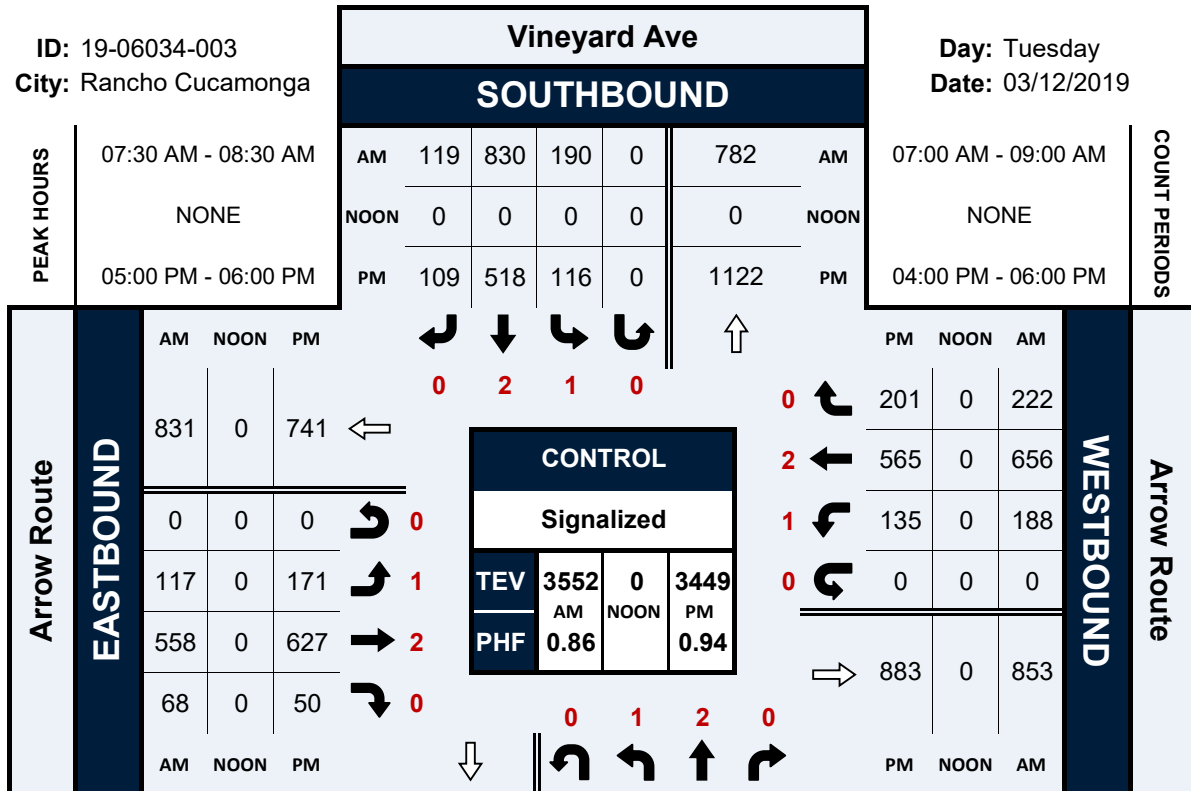 ID: 19-06034-003
City: Rancho Cucamonga
Vineyard Ave
SOUTHBOUND
Day: Tuesday
Date: 03/12/2019
PEAK HOURS
07:30 AM - 08:30 AM
NONE
05:00 PM - 06:00 PM
AM 119 830 190 0 782 AM
NOON 0 0 0 0 0 NOON
PM 109 518 116 0 1122 PM
07:00 AM - 09:00 AM
NONE
04:00 PM - 06:00 PM
COUNT PERIODS
0 2 1 0
Arrow Route
EASTBOUND
AM NOON PM
831 0 741
0 0 0 0
117 0 171 1
558 0 627 2
68 0 50 0
AM NOON PM
CONTROL
Signalized
TEV 3552 0 3449
AM NOON PM
PHF 0.86 0.94
0 1 2 0
PM NOON AM
0 201 0 222
2 565 0 656
1 135 0 188
0 0 0 0
883 0 853
PM NOON AM
WESTBOUND
Arrow Route